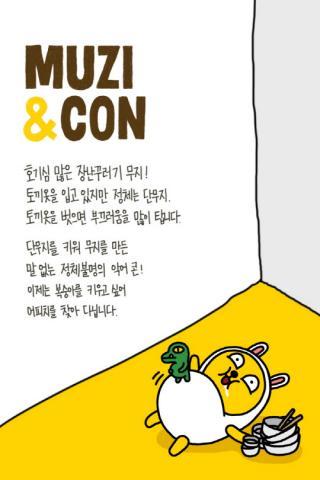 MUZI
&CON
호기심 많은 장난꾸러기 무지!
토끼옷을 입고 있지만 정체는 단무지.
토끼옷을 벗으면 부끄러움을 많이 탑니다.
단무지를 키워 무지를 만든
말 없는 정체불명의 악어 콘!
이제는 복숭아를 키우고 싶어
어피치를 찾아 다닙니다.